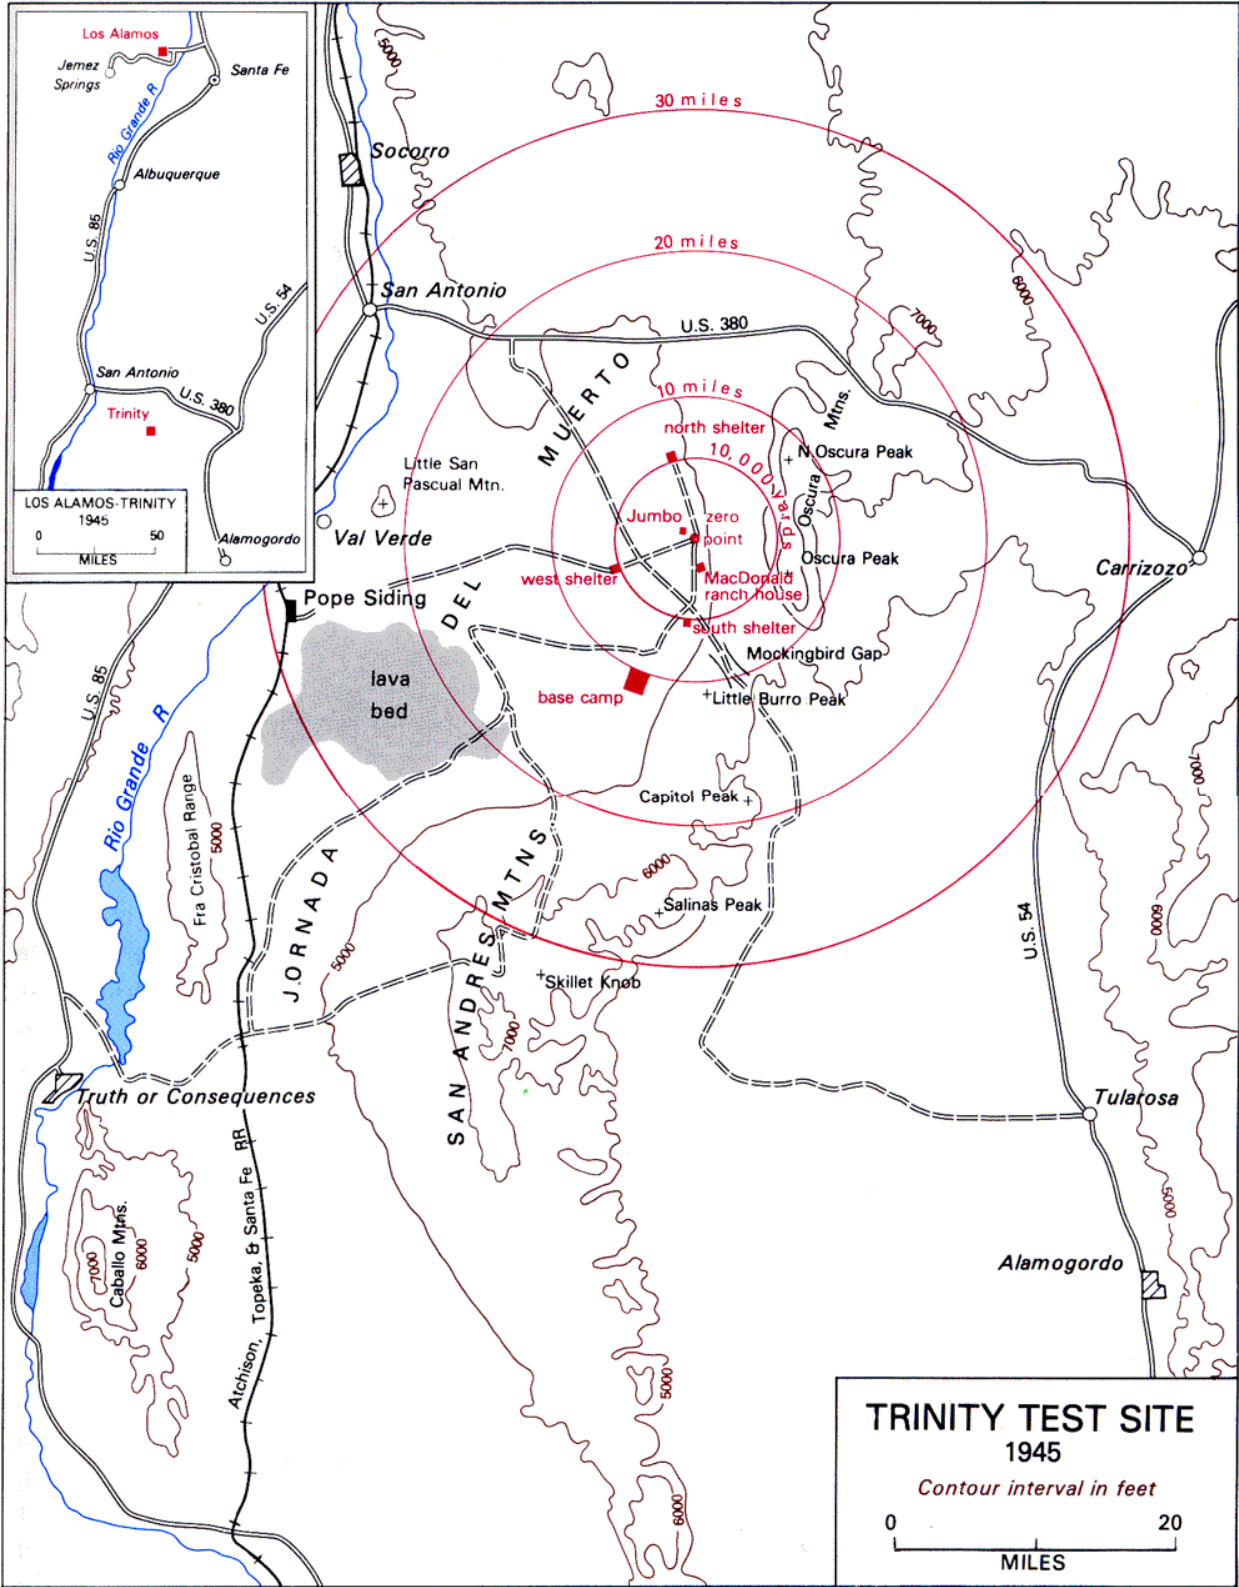 Los Alamos
Jemez
Springs
Santa Fe
Rio Grande R
Albuquerque
U.S. 85
U.S. 54
San Antonio
U.S. 380
Trinity
LOS ALAMOS-TRINITY
1945
0 50
MILES
Alamogordo
5000
30 miles
Socorro
20 miles
6000
San Antonio
7000
U.S. 380
MUERTO
10 miles
Mtns.
north shelter
N Oscura Peak
10,000 yards
Little San
Pascual Mtn.
Oscura
Jumbo
zero
point
Val Verde
Oscura Peak
Carrizozo
west shelter
MacDonald
ranch house
Pope Siding
DEL
south shelter
Mockingbird Gap
lava
bed
U.S. 85
base camp
Little Burro Peak
Rio Grande R
7000
Capitol Peak
Fra Cristobal Range
5000
JORNADA
SAN ANDRES MTNS.
6000
Salinas Peak
6000
U.S. 54
5000
Skillet Knob
7000
Truth or Consequences
Tularosa
Atchison, Topeka, & Santa Fe RR
5000
Caballo Mtns.
7000
6000
5000
Alamogordo
5000
6000
TRINITY TEST SITE
1945
Contour interval in feet
0 20
MILES